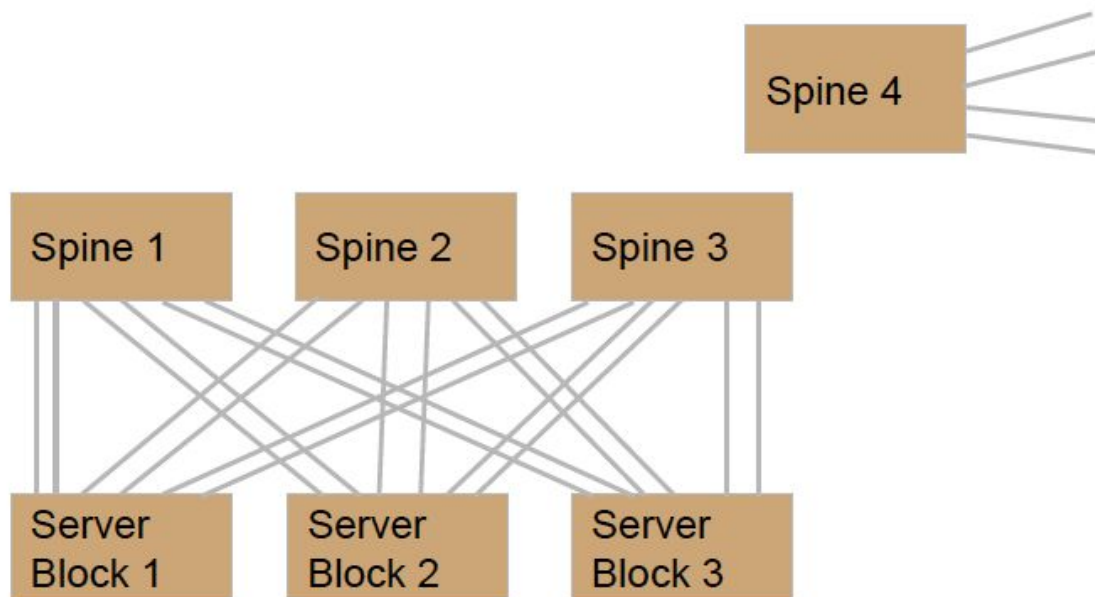 Spine 4
Spine 1
Spine 2
Spine 3
Server
Block 1
Server
Block 2
Server
Block 3